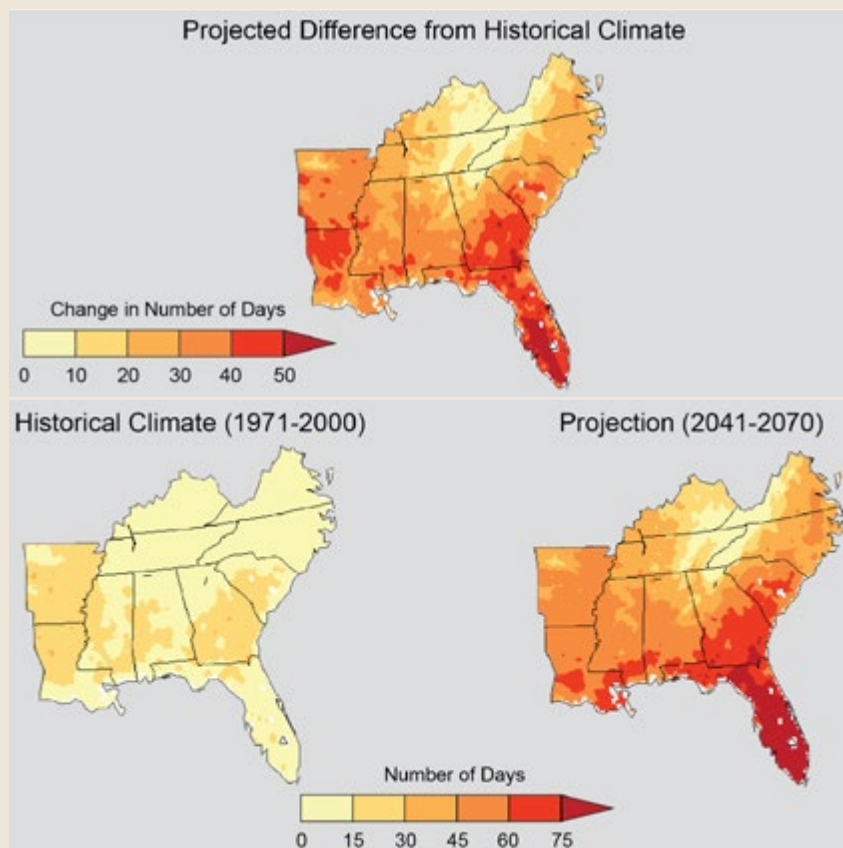 Projected Difference from Historical Climate
Change in Number of Days
0 10 20 30 40 50
Historical Climate (1971-2000)
Projection (2041-2070)
Number of Days
0 15 30 45 60 75